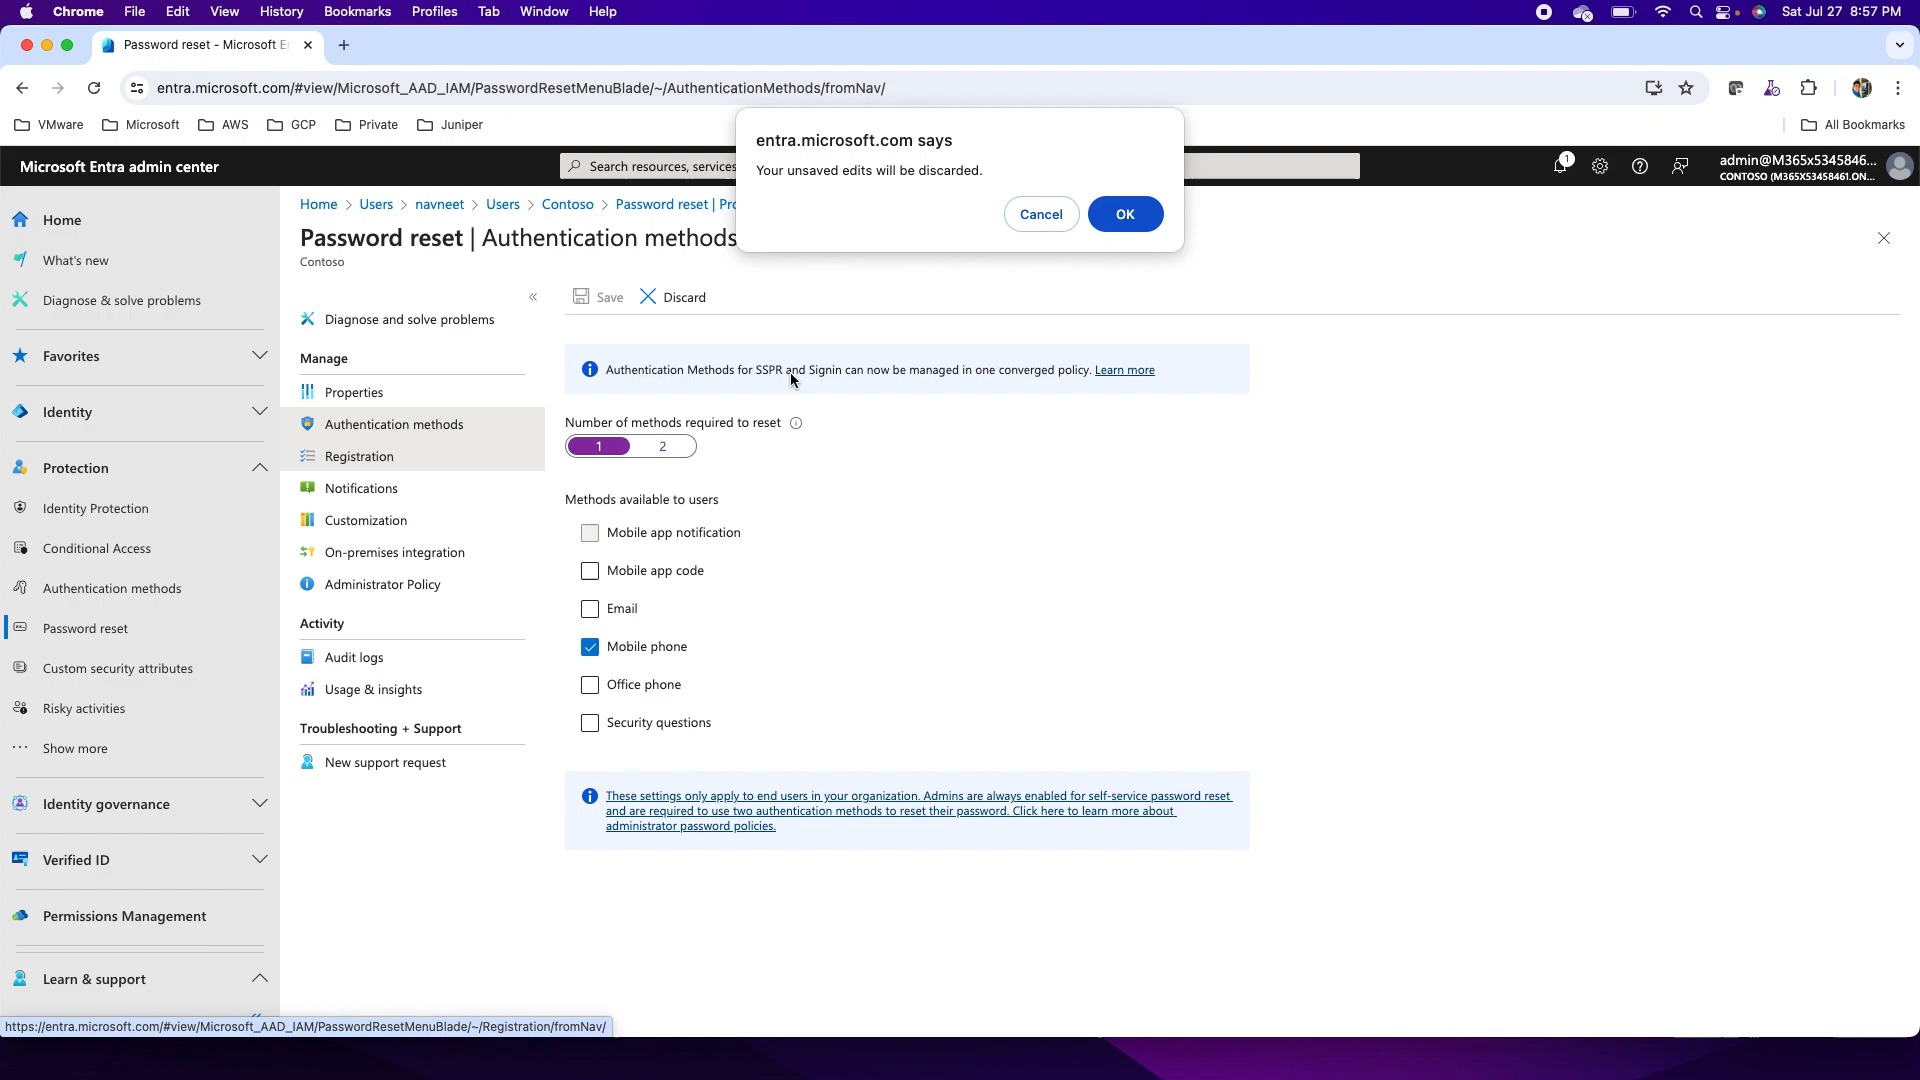 Chrome File Edit View History Bookmarks Profiles Tab Window Help Sat Jul 27 8:57 PM
Password reset - Microsoft E
entra.microsoft.com/#view/Microsoft_AAD_IAM/PasswordResetMenuBlade/~/AuthenticationMethods/fromNav/
VMware Microsoft AWS GCP Private Juniper All Bookmarks
entra.microsoft.com says
Your unsaved edits will be discarded.
Cancel OK
Microsoft Entra admin center
Search resources, services
1
admin@M365x5345846...
CONTOSO (M365X53458461.ON...
Home
What's new
Diagnose & solve problems
Favorites
Identity
Protection
Identity Protection
Conditional Access
Authentication methods
Password reset
Custom security attributes
Risky activities
Show more
Identity governance
Verified ID
Permissions Management
Learn & support
Home > Users > navneet > Users > Contoso > Password reset | Pro
Password reset | Authentication methods
Contoso
Diagnose and solve problems
Manage
Properties
Authentication methods
Registration
Notifications
Customization
On-premises integration
Administrator Policy
Activity
Audit logs
Usage & insights
Troubleshooting + Support
New support request
Save Discard
Authentication Methods for SSPR and Signin can now be managed in one converged policy. Learn more
Number of methods required to reset
1 2
Methods available to users
Mobile app notification
Mobile app code
Email
Mobile phone
Office phone
Security questions
These settings only apply to end users in your organization. Admins are always enabled for self-service password reset
and are required to use two authentication methods to reset their password. Click here to learn more about
administrator password policies.
https://entra.microsoft.com/#view/Microsoft_AAD_IAM/PasswordResetMenuBlade/~/Registration/fromNav/